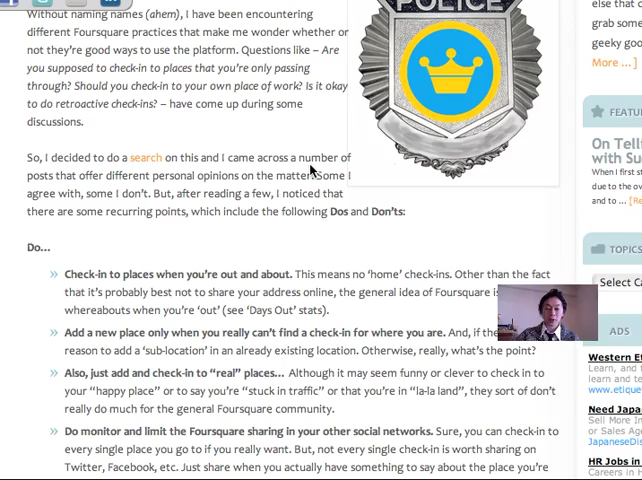 POLICE
Without naming names (ahem), I have been encountering
different Foursquare practices that make me wonder whether or
not they're good ways to use the platform. Questions like – Are
you supposed to check-in to places that you're only passing
through? Should you check-in to your own place of work? Is it okay
to do retroactive check-ins? – have come up during some
discussions.
So, I decided to do a search on this and I came across a number of
posts that offer different personal opinions on the matter. Some I
agree with, some I don't. But, after reading a few, I noticed that
there are some recurring points, which include the following Dos and Don'ts:
Do...
» Check-in to places when you're out and about. This means no 'home' check-ins. Other than the fact
that it's probably best not to share your address online, the general idea of Foursquare is
whereabouts when you're 'out' (see 'Days Out' stats).
» Add a new place only when you really can't find a check-in for where you are. And, if the
reason to add a 'sub-location' in an already existing location. Otherwise, really, what's the point?
» Also, just add and check-in to "real" places... Although it may seem funny or clever to check in to
your "happy place" or to say you're "stuck in traffic" or that you're in "la-la land", they sort of don't
really do much for the general Foursquare community.
» Do monitor and limit the Foursquare sharing in your other social networks. Sure, you can check-in to
every single place you go to if you really want. But, not every single check-in is worth sharing on
Twitter, Facebook, etc. Just share when you actually have something to say about the place you're
else that
grab some
geeky goo
More ... ]
FEATU
On Telli
with Su
When I first st
due to the ov
and to ... [Re
TOPICS
Select Ca
ADS
Western Et
Learn, and
learn and te
www.etique
Need Japa
Sell More In
or Sales Ag
JapaneseDis
HR Jobs in